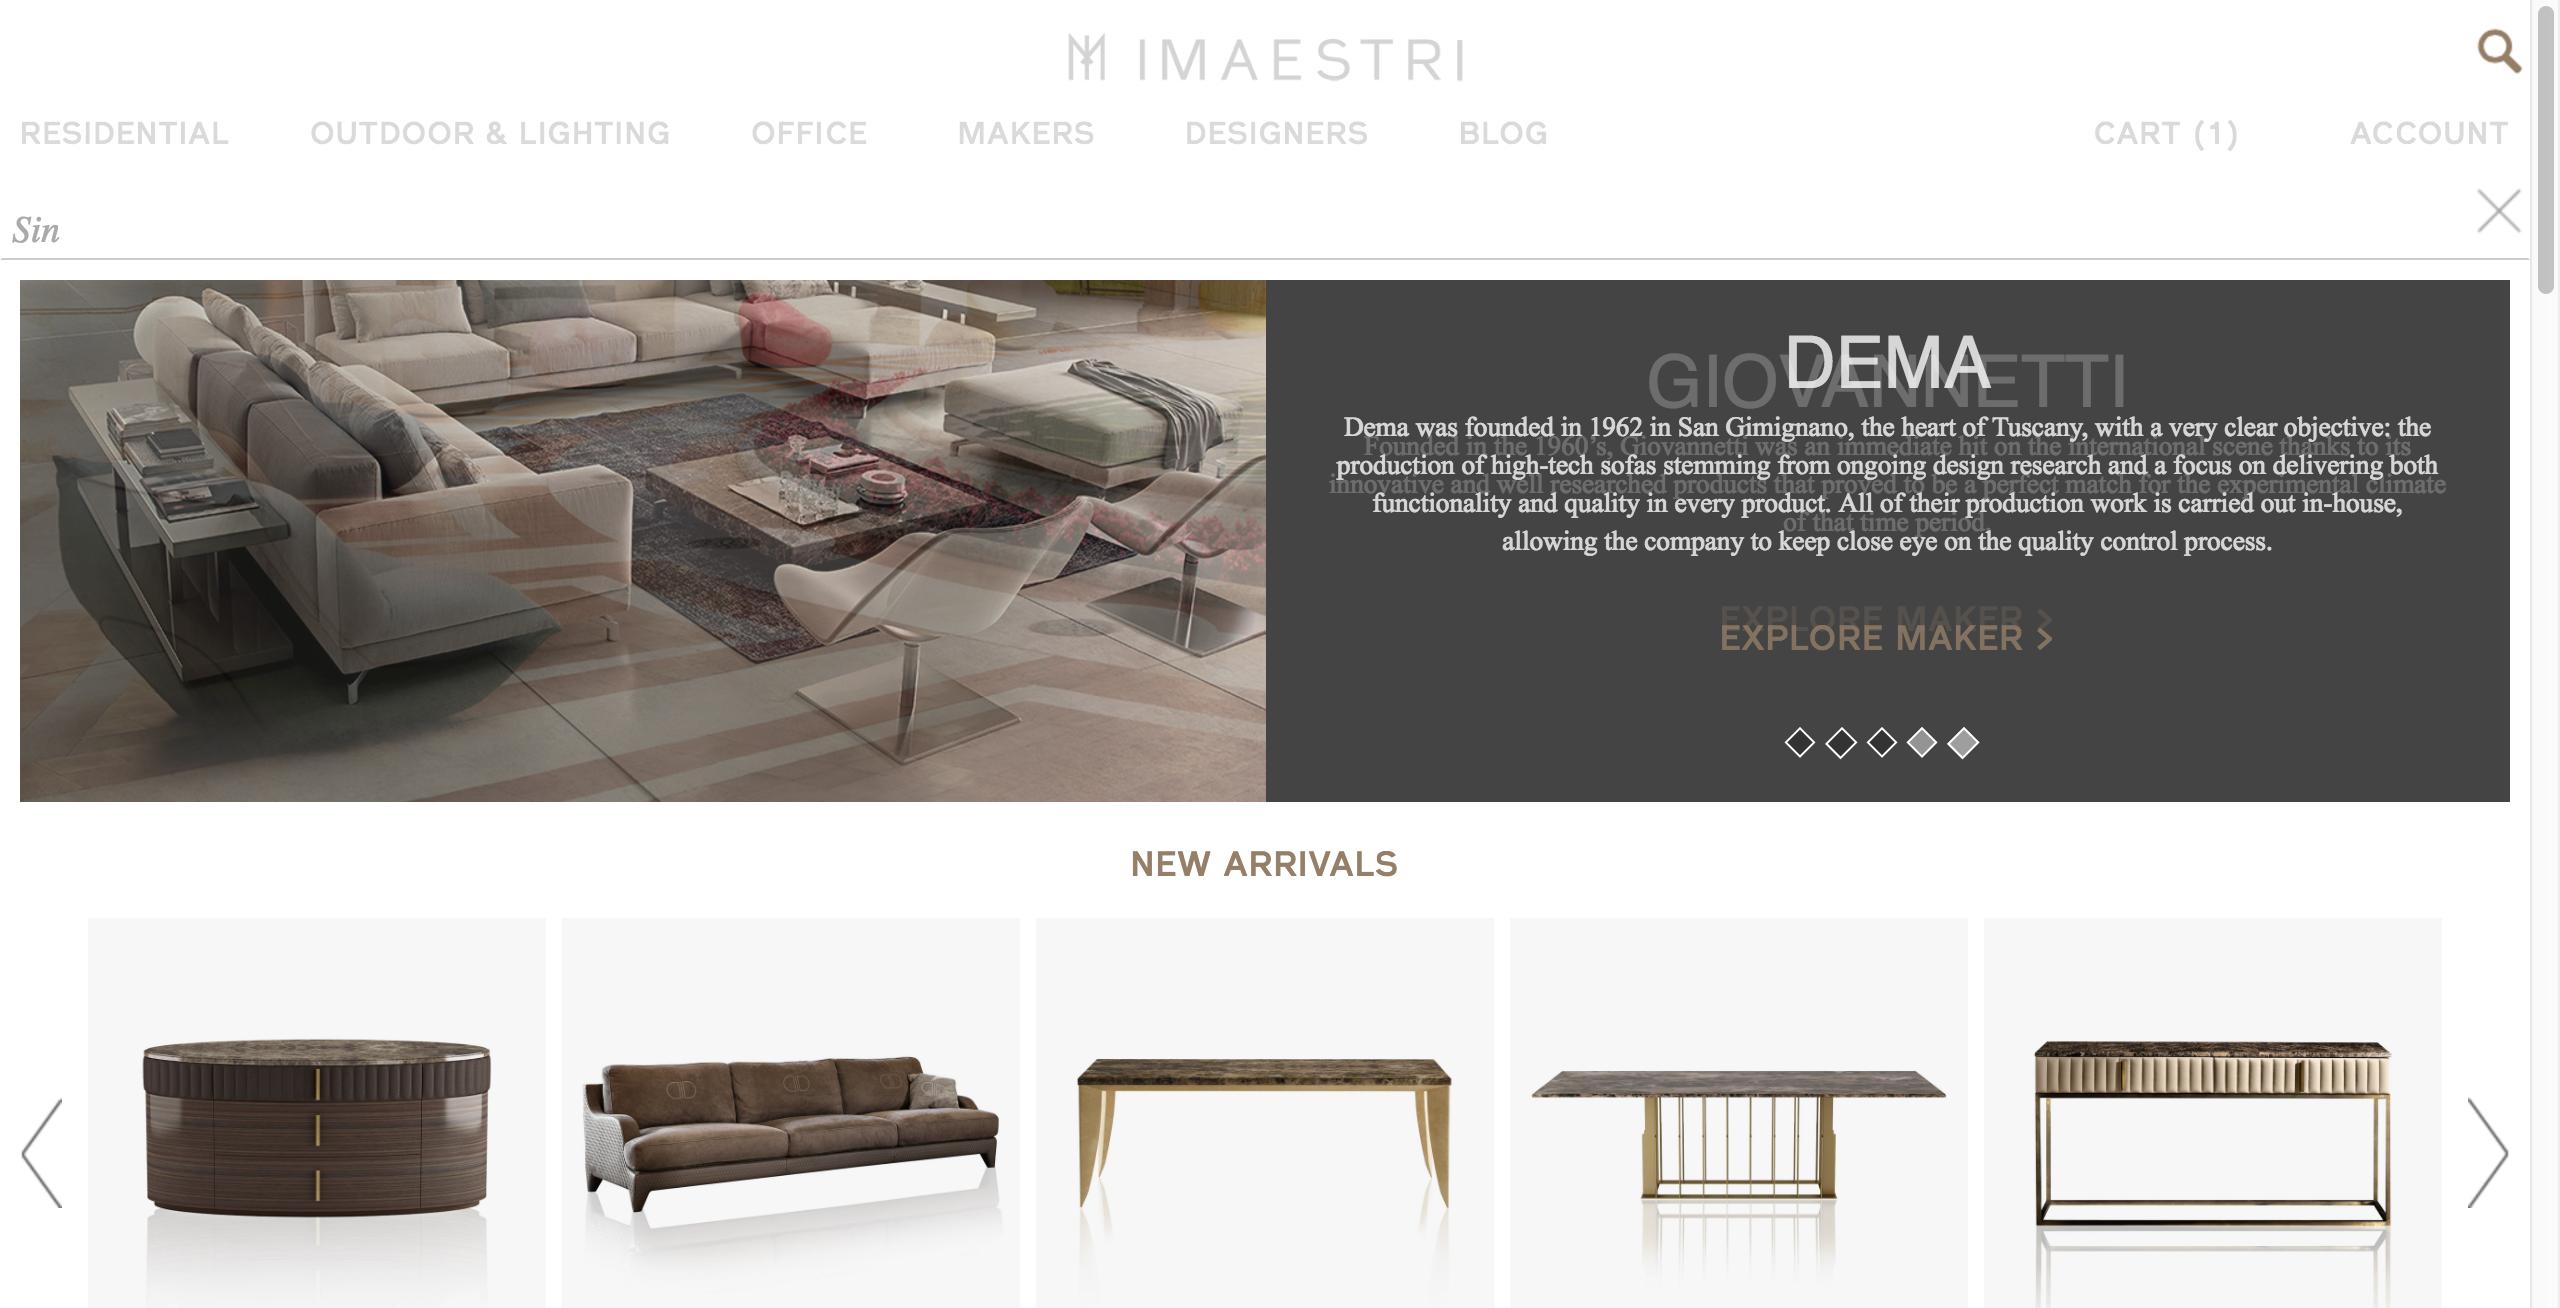 IMAESTRI
RESIDENTIAL OUTDOOR & LIGHTING OFFICE MAKERS DESIGNERS BLOG CART (1) ACCOUNT
Sin
DEMA
GIOVANNETTI
Dema was founded in 1962 in San Gimignano, the heart of Tuscany, with a very clear objective: the
production of high-tech sofas stemming from ongoing design research and a focus on delivering both
functionality and quality in every product. All of their production work is carried out in-house,
allowing the company to keep close eye on the quality control process.
Founded in the 1960's, Giovannetti was an immediate hit on the international scene thanks to its
innovative and well researched products that proved to be a perfect match for the experimental climate
of that time period.
EXPLORE MAKER >
EXPLORE MAKER >
NEW ARRIVALS